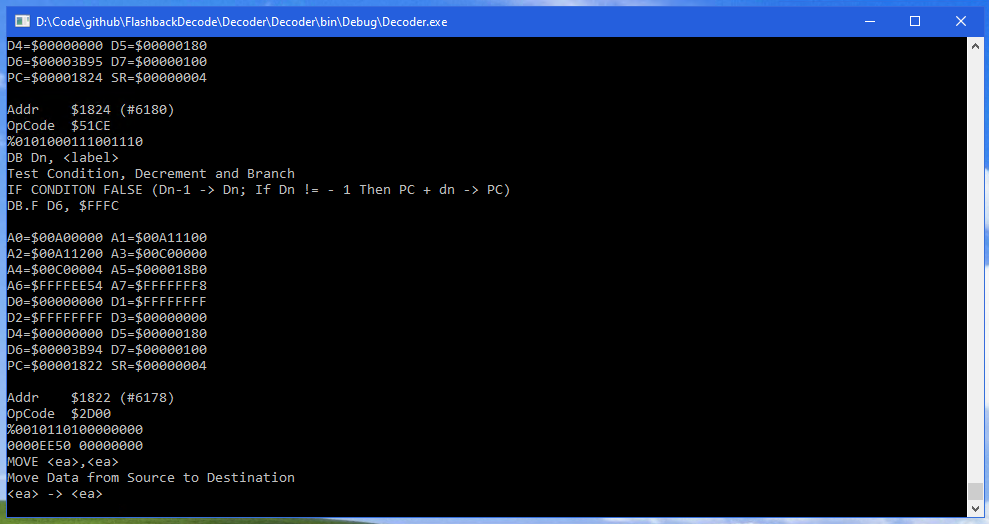 D:\Code\github\FlashbackDecode\Decoder\Decoder\bin\Debug\Decoder.exe
D4=$00000000 D5=$00000180
D6=$00003B95 D7=$00000100
PC=$00001824 SR=$00000004
Addr    $1824 (#6180)
OpCode  $51CE
%0101000111001110
DB Dn, <label>
Test Condition, Decrement and Branch
IF CONDITON FALSE (Dn-1 -> Dn; If Dn != - 1 Then PC + dn -> PC)
DB.F D6, $FFFC
A0=$00A00000 A1=$00A11100
A2=$00A11200 A3=$00C00000
A4=$00C00004 A5=$000018B0
A6=$FFFFEE54 A7=$FFFFFFF8
D0=$00000000 D1=$FFFFFFFF
D2=$FFFFFFFF D3=$00000000
D4=$00000000 D5=$00000180
D6=$00003B94 D7=$00000100
PC=$00001822 SR=$00000004
Addr    $1822 (#6178)
OpCode  $2D00
%0010110100000000
0000EE50 00000000
MOVE <ea>,<ea>
Move Data from Source to Destination
<ea> -> <ea>